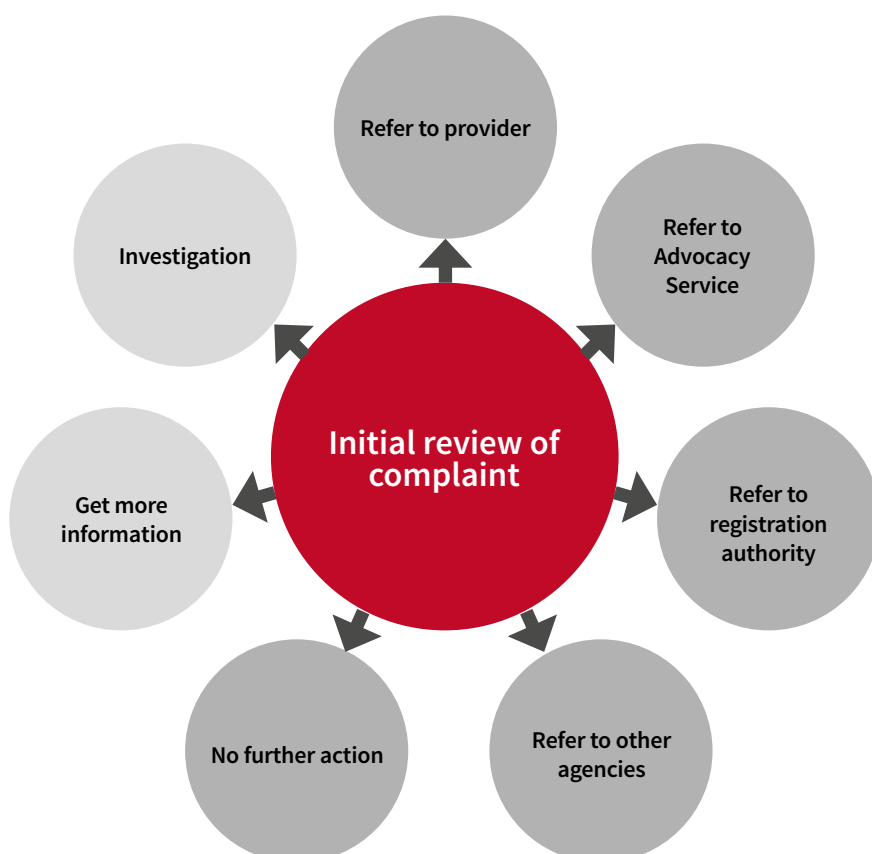 Refer to provider
Refer to
Advocacy
Service
Refer to
registration
authority
Refer to other
agencies
No further action
Get more
information
Investigation
Initial review of
complaint